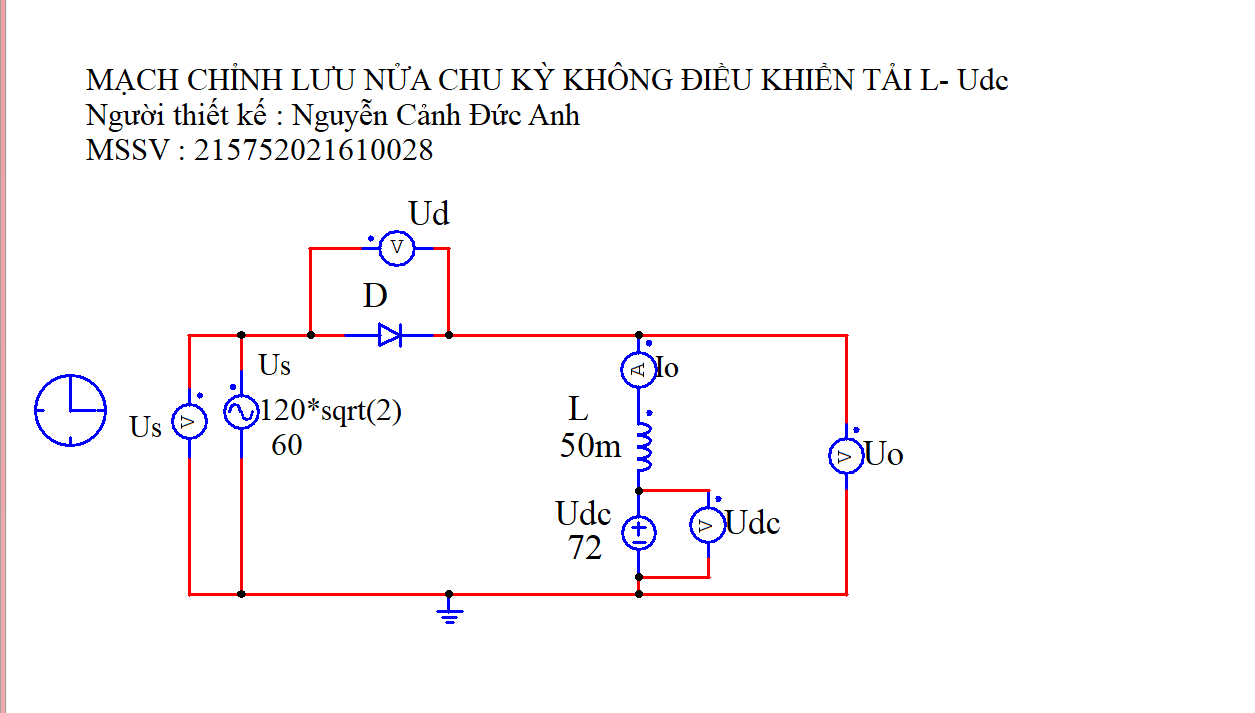 MẠCH CHỈNH LƯU NỬA CHU KỲ KHÔNG ĐIỀU KHIỂN TẢI L- Udc
Người thiết kế : Nguyễn Cảnh Đức Anh
MSSV : 215752021610028
Ud
V
D
Us
120*sqrt(2)
60
Us
V
A
Io
L
50m
Udc
72
V
Udc
V
Uo